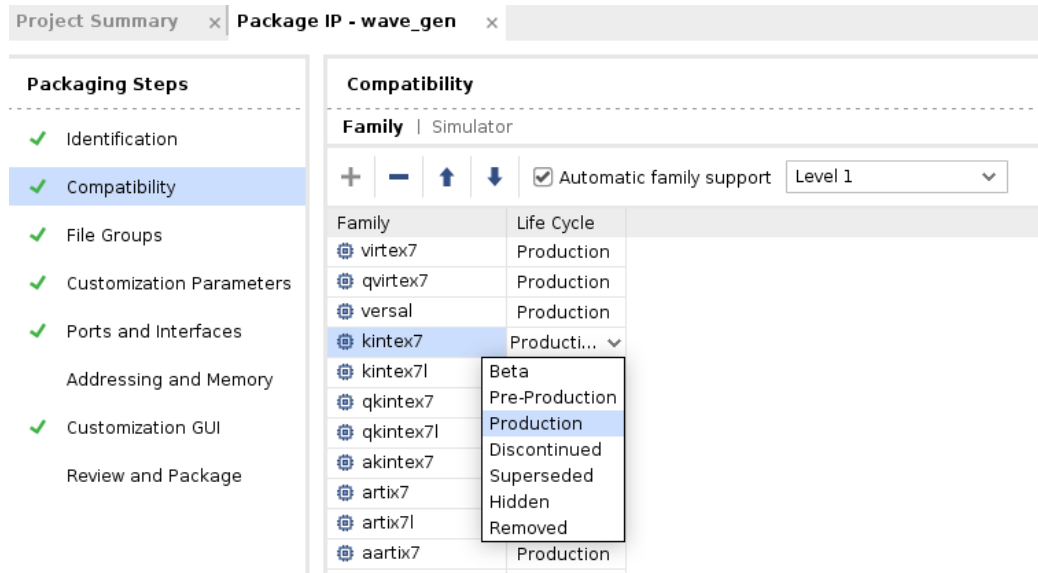 Project Summary × Package IP - wave_gen ×
Packaging Steps
Identification
Compatibility
File Groups
Customization Parameters
Ports and Interfaces
Addressing and Memory
Customization GUI
Review and Package
Compatibility
Family | Simulator
Automatic family support Level 1
Family Life Cycle
virtex7 Production
qvirtex7 Production
versal Production
kintex7 Producti...
kintex7l
qkintex7
qkintex7l
akintex7
artix7
artix7l
aartix7 Production
Beta
Pre-Production
Production
Discontinued
Superseded
Hidden
Removed